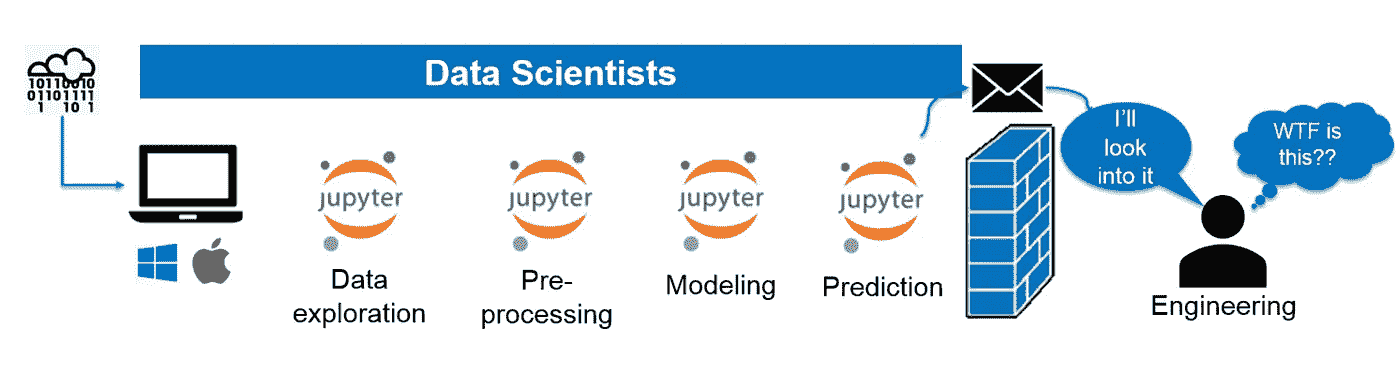 Data Scientists
10110010
01101111
1 10 1
jupyter
jupyter
jupyter
jupyter
Data
exploration
Pre-
processing
Modeling
Prediction
I'll
look
into it
WTF is
this??
Engineering